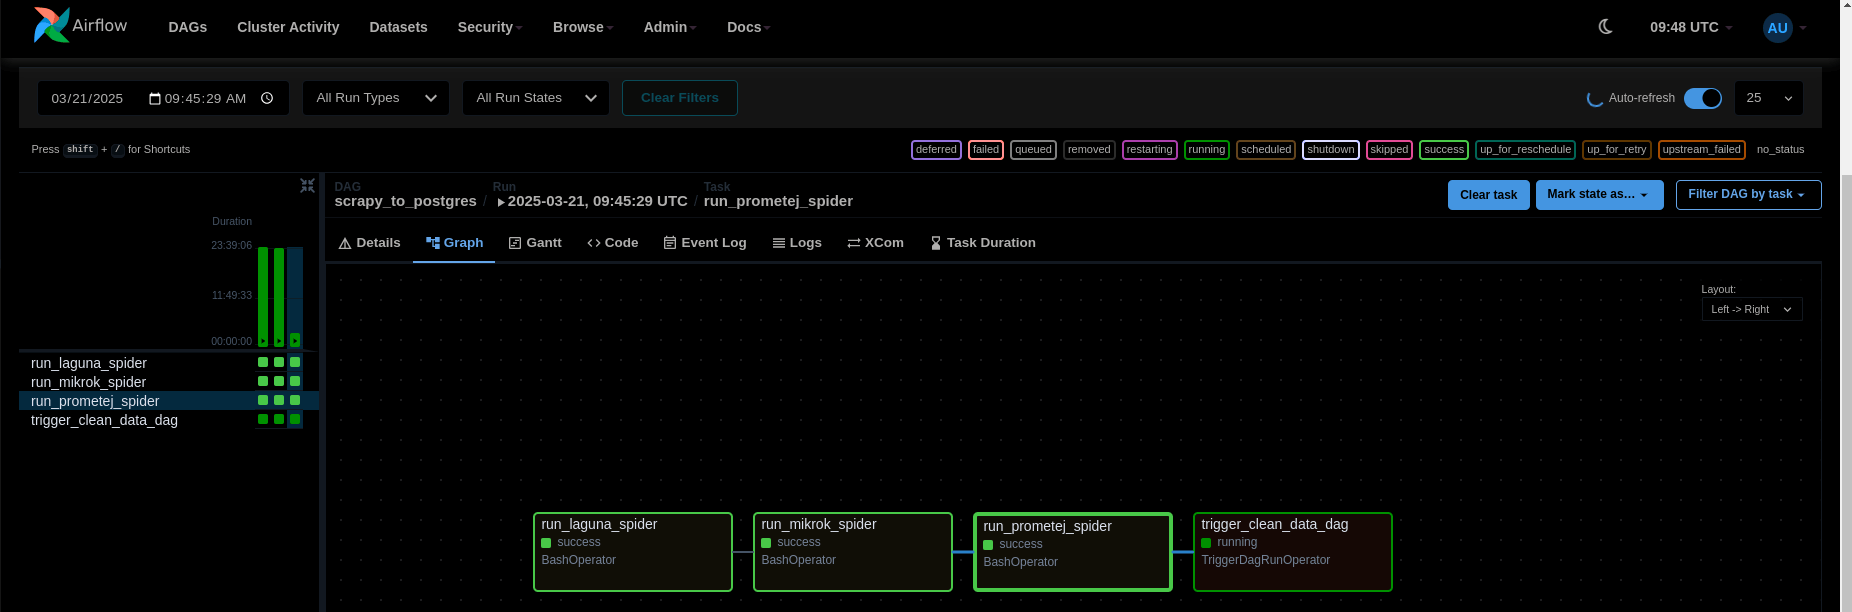 Airflow DAGs Cluster Activity Datasets Security Browse Admin Docs 09:48 UTC AU
03/21/2025 09:45:29 AM All Run Types All Run States Clear Filters Auto-refresh 25
Press shift + / for Shortcuts deferred failed queued removed restarting running scheduled shutdown skipped success up_for_reschedule up_for_retry upstream_failed no_status
DAG Run Task
scrapy_to_postgres / 2025-03-21, 09:45:29 UTC / run_prometej_spider
Clear task Mark state as... Filter DAG by task
Details Graph Gantt Code Event Log Logs XCom Task Duration
Duration
23:39:06
11:49:33
00:00:00
run_laguna_spider
run_mikrok_spider
run_prometej_spider
trigger_clean_data_dag
Layout:
Left -> Right
run_laguna_spider
success
BashOperator
run_mikrok_spider
success
BashOperator
run_prometej_spider
success
BashOperator
trigger_clean_data_dag
running
TriggerDagRunOperator